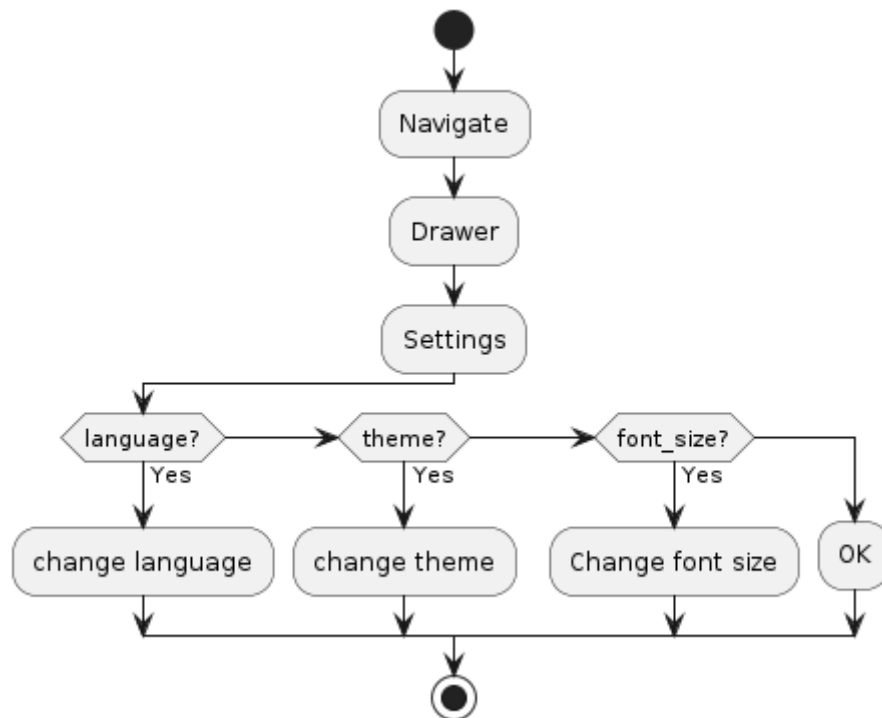 Navigate
Drawer
Settings
language?
theme?
font_size?
Yes
Yes
Yes
change language
change theme
Change font size
OK